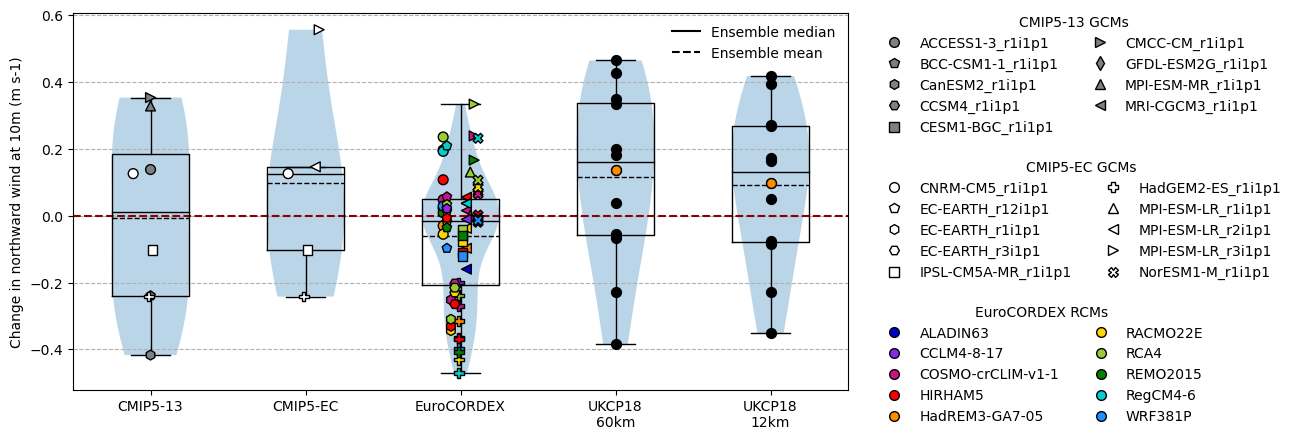 Change in northward wind at 10m (m s-1)
0.6
0.4
0.2
0.0
−0.2
−0.4
CMIP5-13
CMIP5-EC
EuroCORDEX
UKCP18
60km
UKCP18
12km
Ensemble median
Ensemble mean
CMIP5-13 GCMs
ACCESS1-3_r1i1p1
BCC-CSM1-1_r1i1p1
CanESM2_r1i1p1
CCSM4_r1i1p1
CESM1-BGC_r1i1p1
CMCC-CM_r1i1p1
GFDL-ESM2G_r1i1p1
MPI-ESM-MR_r1i1p1
MRI-CGCM3_r1i1p1
CMIP5-EC GCMs
CNRM-CM5_r1i1p1
EC-EARTH_r12i1p1
EC-EARTH_r1i1p1
EC-EARTH_r3i1p1
IPSL-CM5A-MR_r1i1p1
HadGEM2-ES_r1i1p1
MPI-ESM-LR_r1i1p1
MPI-ESM-LR_r2i1p1
MPI-ESM-LR_r3i1p1
NorESM1-M_r1i1p1
EuroCORDEX RCMs
ALADIN63
CCLM4-8-17
COSMO-crCLIM-v1-1
HIRHAM5
HadREM3-GA7-05
RACMO22E
RCA4
REMO2015
RegCM4-6
WRF381P